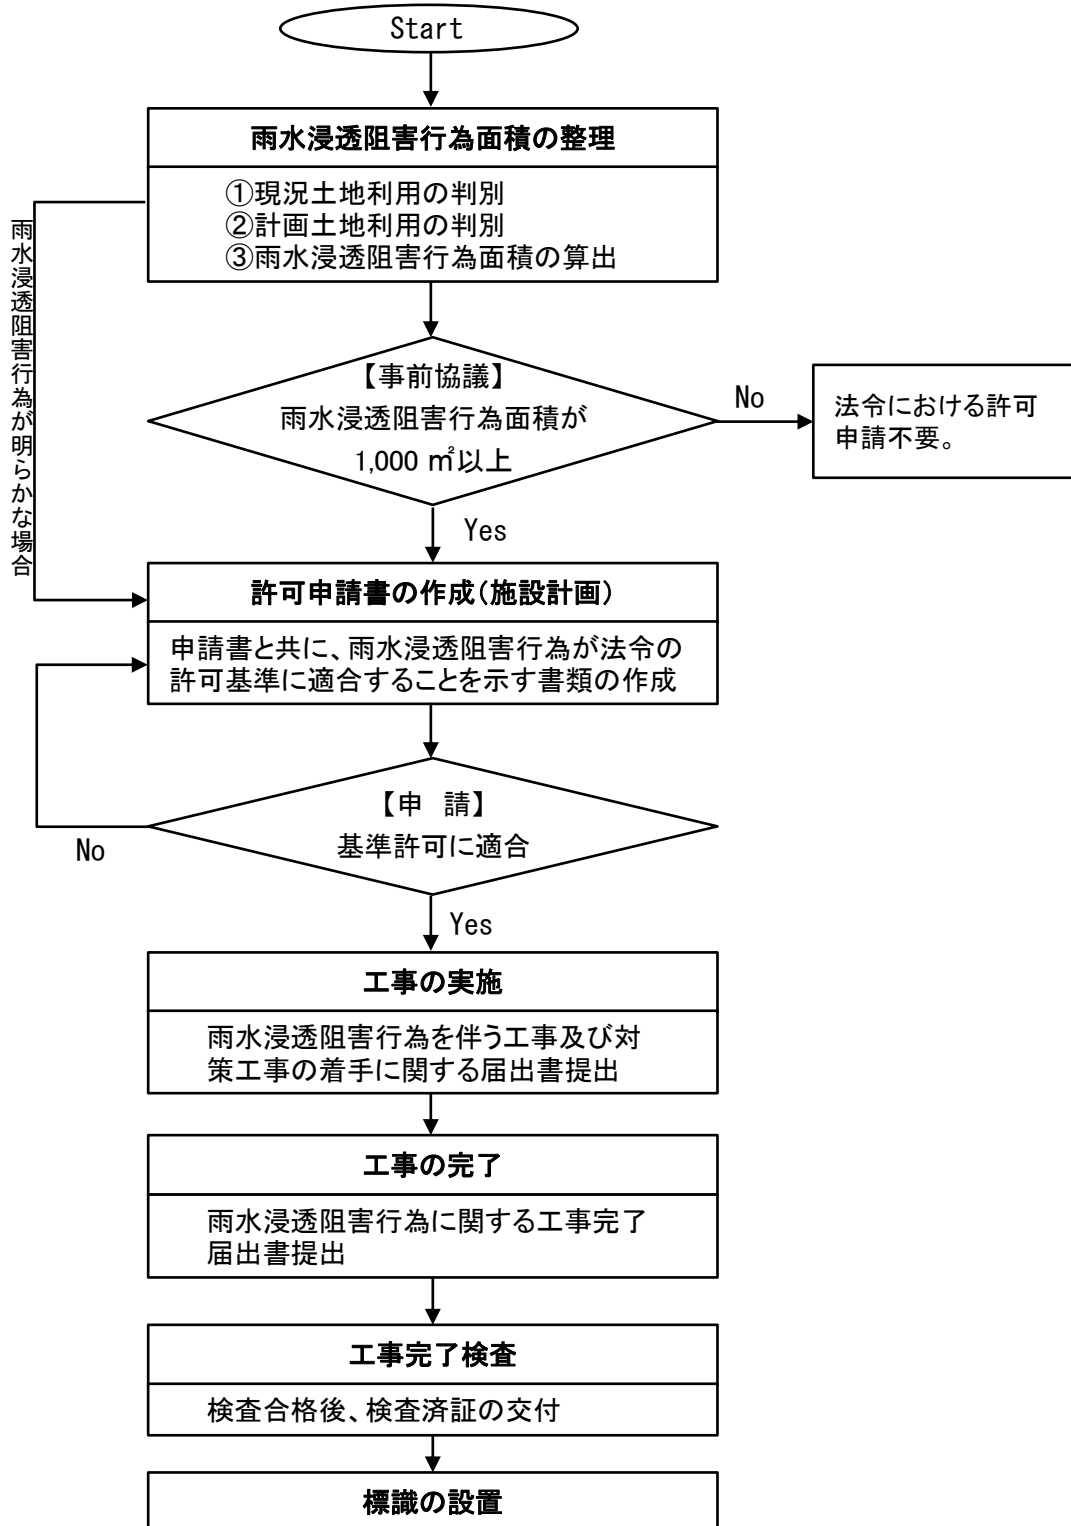 Start
雨水浸透阻害行為面積の整理
①現況土地利用の判別
②計画土地利用の判別
③雨水浸透阻害行為面積の算出
雨水浸透阻害行為が明らかな場合
【事前協議】
雨水浸透阻害行為面積が
1,000 ㎡以上
No
法令における許可
申請不要。
Yes
許可申請書の作成(施設計画)
申請書と共に、雨水浸透阻害行為が法令の
許可基準に適合することを示す書類の作成
【申　請】
基準許可に適合
No
Yes
工事の実施
雨水浸透阻害行為を伴う工事及び対
策工事の着手に関する届出書提出
工事の完了
雨水浸透阻害行為に関する工事完了
届出書提出
工事完了検査
検査合格後、検査済証の交付
標識の設置